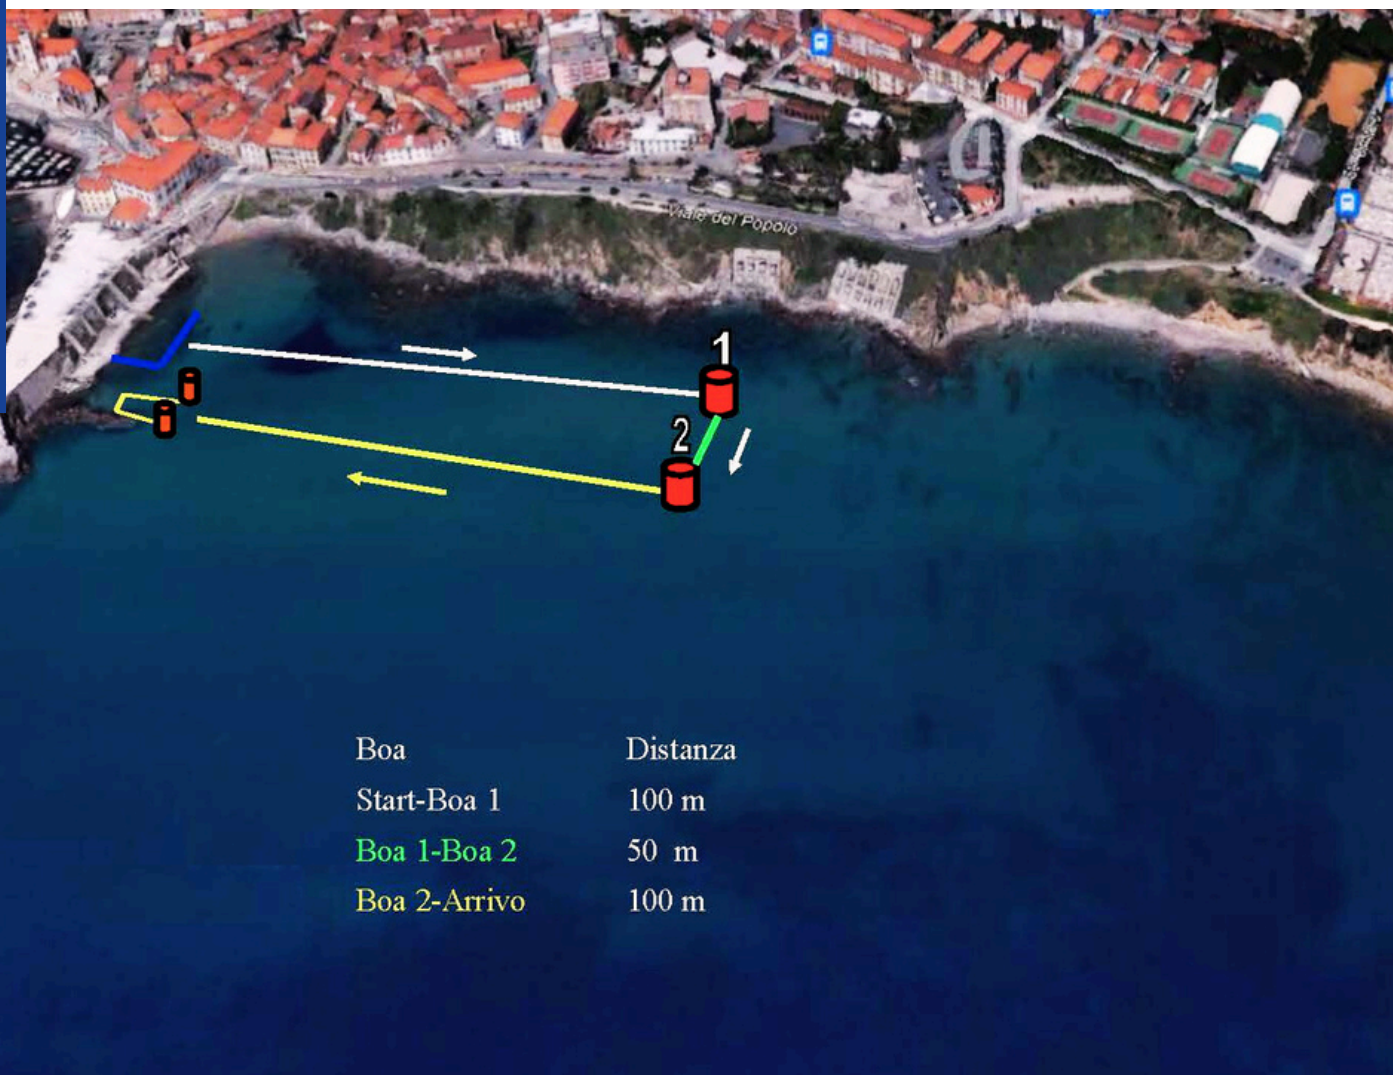 Viale del Popolo
1
2
Boa Distanza
Start-Boa 1 100 m
Boa 1-Boa 2 50 m
Boa 2-Arrivo 100 m